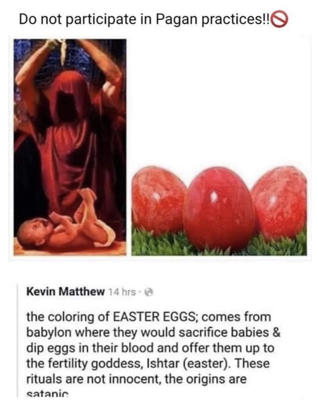 Do not participate in Pagan practices!!🚫
Kevin Matthew 14 hrs ·
the coloring of EASTER EGGS; comes from
babylon where they would sacrifice babies &
dip eggs in their blood and offer them up to
the fertility goddess, Ishtar (easter). These
rituals are not innocent, the origins are
satanic